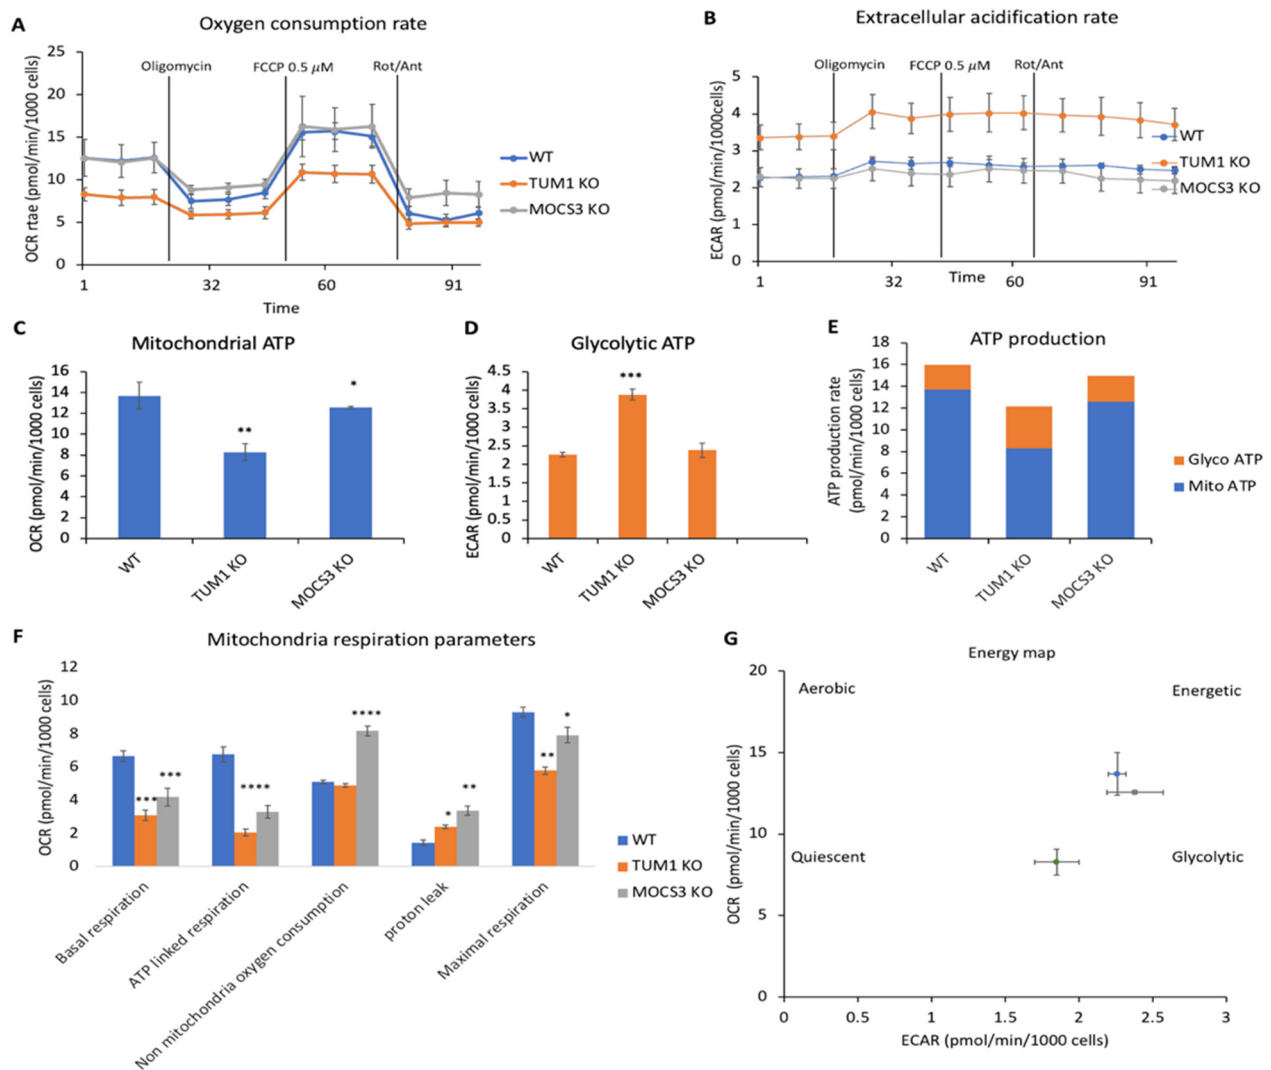 A
Oxygen consumption rate
OCR rtae (pmol/min/1000 cells)
25
20
15
10
5
0
Oligomycin
FCCP 0.5 μM
Rot/Ant
1
32
60
91
Time
WT
TUM1 KO
MOCS3 KO
B
Extracellular acidification rate
ECAR (pmol/min/1000cells)
5
4
3
2
1
0
Oligomycin
FCCP 0.5 μM
Rot/Ant
1
32
Time
60
91
WT
TUM1 KO
MOCS3 KO
C
Mitochondrial ATP
OCR (pmol/min/1000 cells)
16
14
12
10
8
6
4
2
0
**
*
WT
TUM1 KO
MOCS3 KO
D
Glycolytic ATP
ECAR (pmol/min/1000 cells)
4.5
4
3.5
3
2.5
2
1.5
1
0.5
0
***
WT
TUM1 KO
MOCS3 KO
E
ATP production
ATP production rate
(pmol/min/1000 cells)
18
16
14
12
10
8
6
4
2
0
WT
TUM1 KO
MOCS3 KO
Glyco ATP
Mito ATP
F
Mitochondria respiration parameters
OCR (pmol/min/1000 cells)
12
10
8
6
4
2
0
***
***
****
****
*
**
**
*
Basal respiration
ATP linked respiration
Non mitochondria oxygen consumption
proton leak
Maximal respiration
WT
TUM1 KO
MOCS3 KO
G
Energy map
OCR (pmol/min/1000 cells)
20
15
10
5
0
Aerobic
Energetic
Quiescent
Glycolytic
0
0.5
1
1.5
2
2.5
3
ECAR (pmol/min/1000 cells)